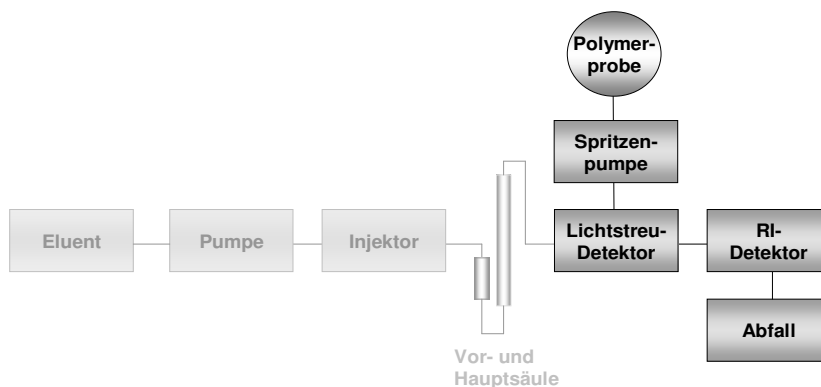 Polymer-
probe
Spritzen-
pumpe
Eluent
Pumpe
Injektor
Lichtstreu-
Detektor
RI-
Detektor
Abfall
Vor- und
Hauptsäule